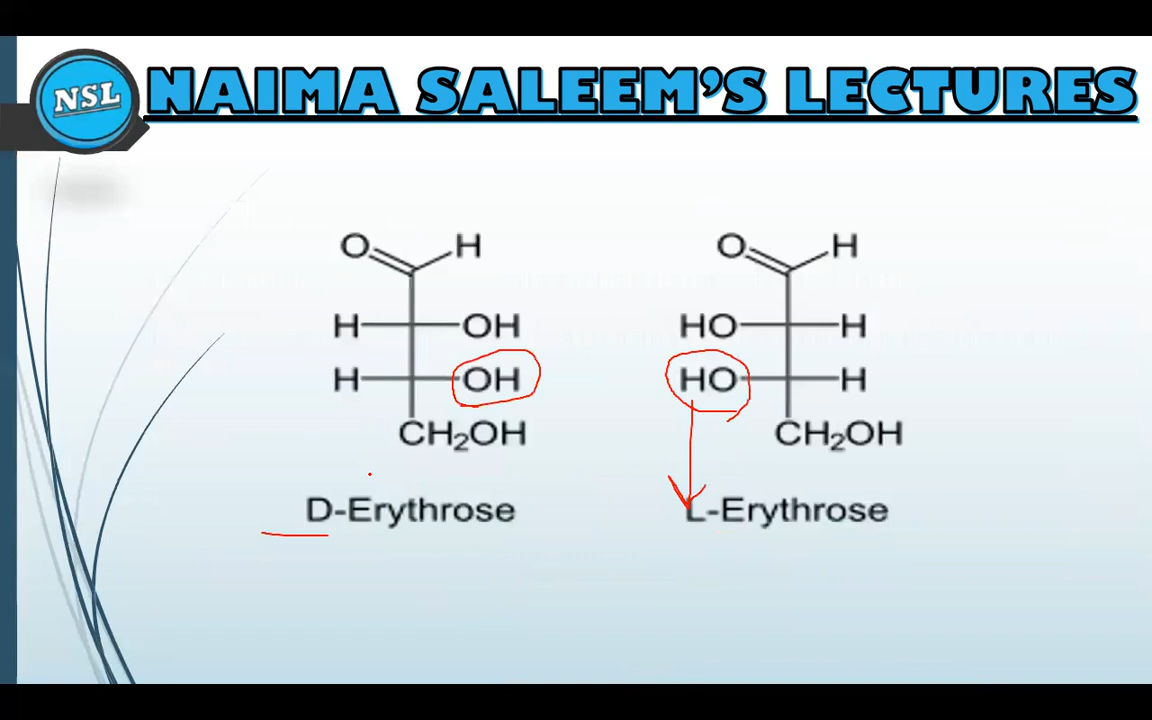 NSL
NAIMA SALEEM'S LECTURES
O H O H
H OH HO H
H OH HO H
CH₂OH CH₂OH
D-Erythrose L-Erythrose